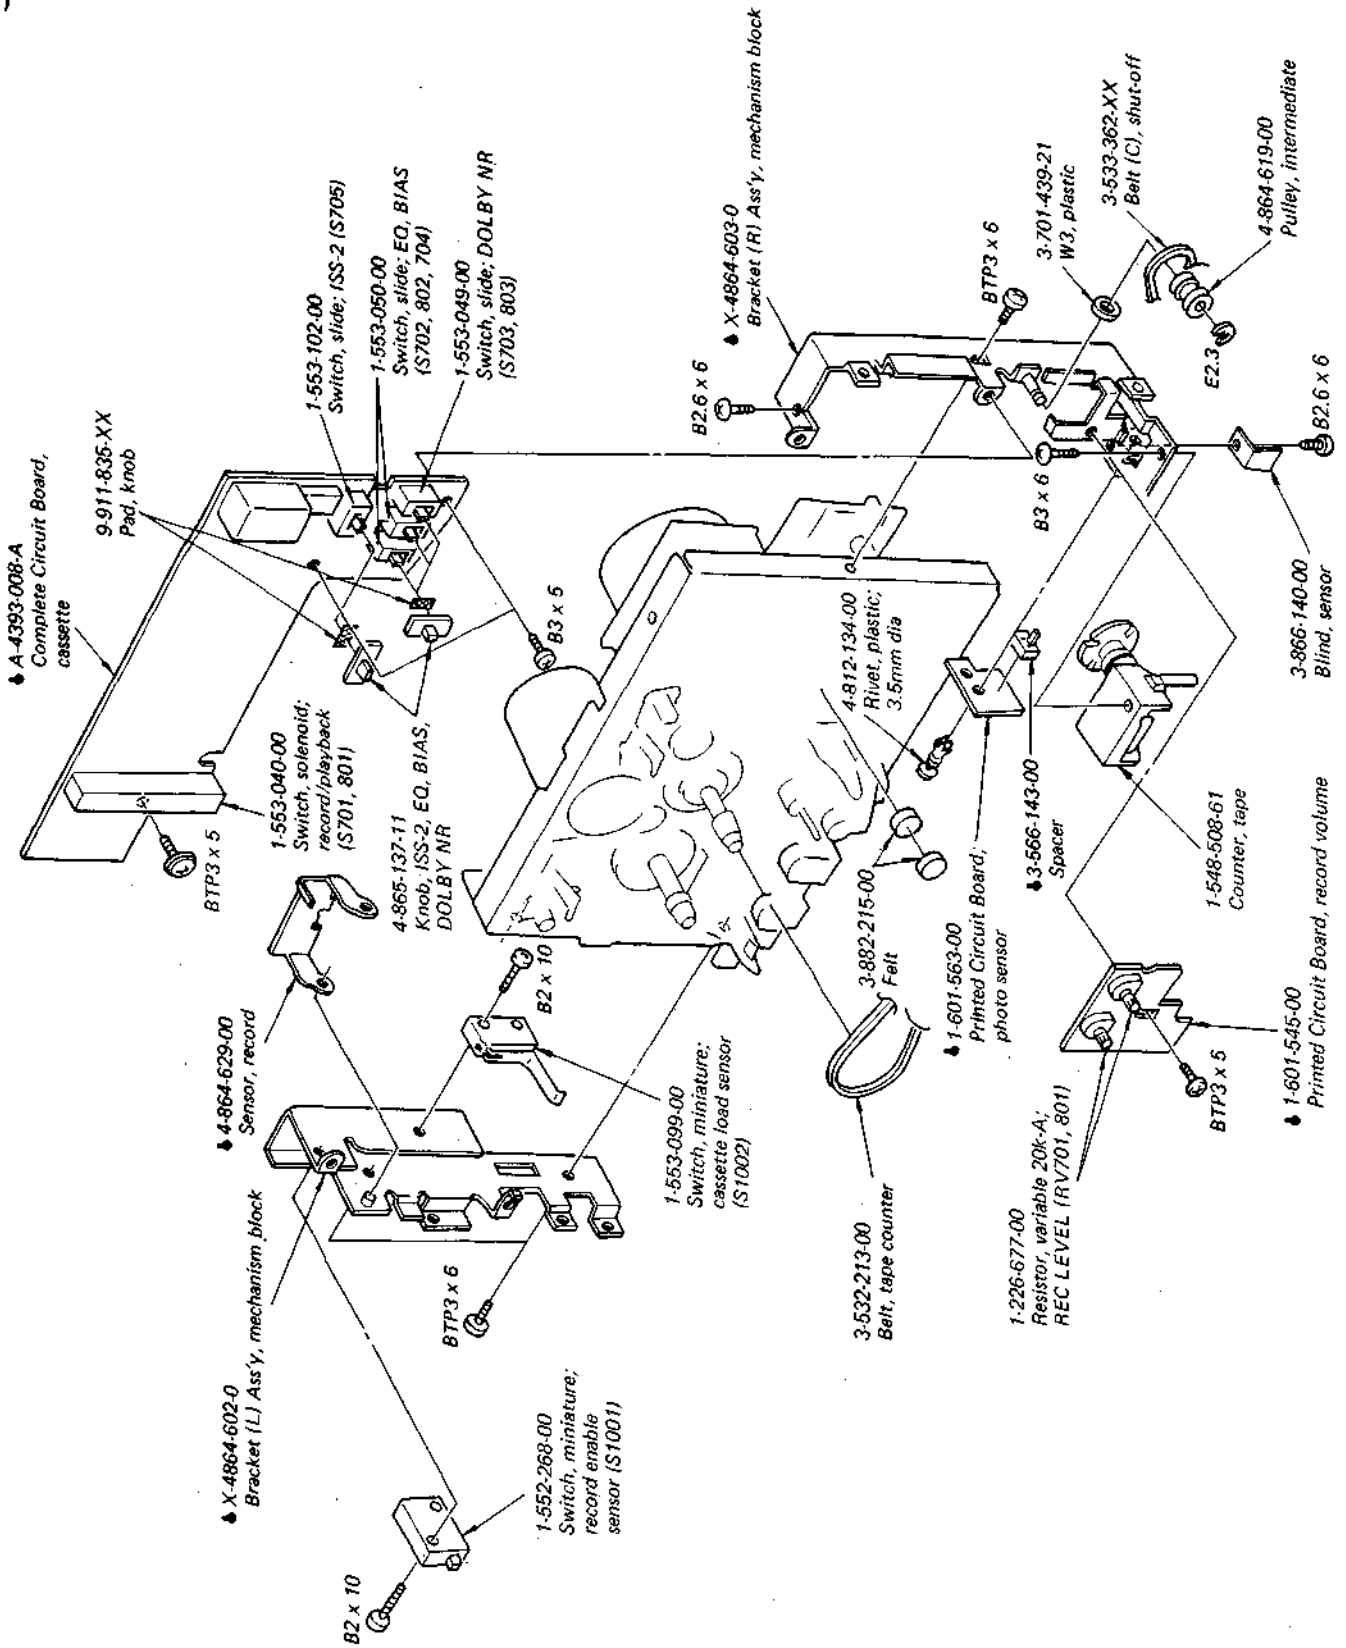 A-4393-008-A
Complete Circuit Board,
cassette
9-911-835-XX
Pad, knob
1-553-102-00
Switch, slide; ISS-2 (S705)
1-553-050-00
Switch, slide; EQ, BIAS
(S702, 802, 704)
1-553-049-00
Switch, slide; DOLBY NR
(S703, 803)
BTP3 x 5
1-553-040-00
Switch, solenoid;
record/playback
(S701, 801)
4-865-137-11
Knob, ISS-2, EQ, BIAS,
DOLBY NR
B3 x 5
4-864-629-00
Sensor, record
B2 x 10
X-4864-602-0
Bracket (L) Ass'y, mechanism block
1-553-099-00
Switch, miniature;
cassette load sensor
(S1002)
BTP3 x 6
B2 x 10
1-552-268-00
Switch, miniature;
record enable
sensor (S1001)
X-4864-603-0
Bracket (R) Ass'y, mechanism block
B2.6 x 6
BTP3 x 6
3-701-439-21
W3, plastic
3-533-362-XX
Belt (C), shut-off
4-864-619-00
Pulley, intermediate
E2.3
B2.6 x 6
B3 x 6
3-866-140-00
Blind, sensor
4-812-134-00
Rivet, plastic;
3.5mm dia
3-882-215-00
Felt
1-601-563-00
Printed Circuit Board,
photo sensor
3-566-143-00
Spacer
1-548-508-61
Counter, tape
3-532-213-00
Belt, tape counter
1-226-677-00
Resistor, variable 20k-A;
REC LEVEL (RV701, 801)
BTP3 x 5
1-601-545-00
Printed Circuit Board, record volume